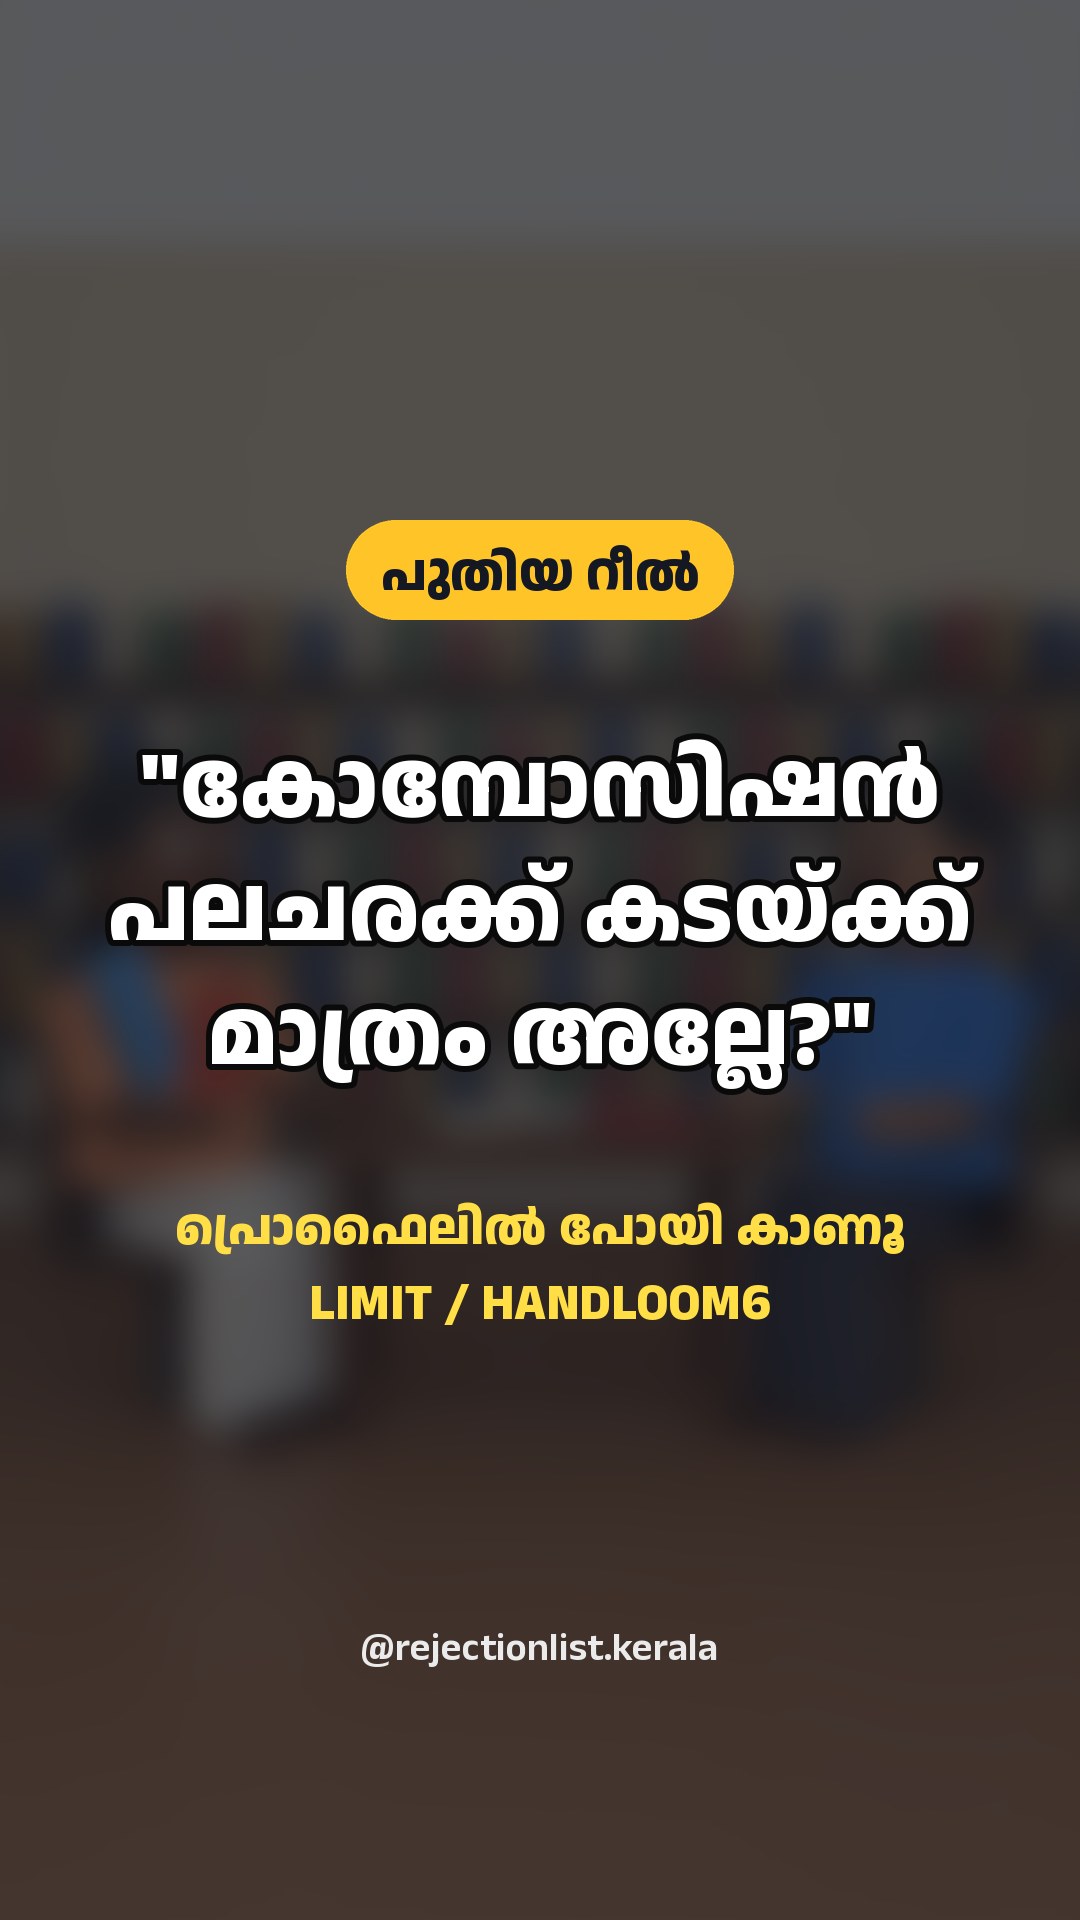 പുതിയ റീൽ
"കോമ്പോസിഷൻ
പലചരക്ക് കടയ്ക്ക്
മാത്രം അല്ലേ?"
പ്രൊഫൈലിൽ പോയി കാണൂ
LIMIT / HANDLOOM6
@rejectionlist.kerala